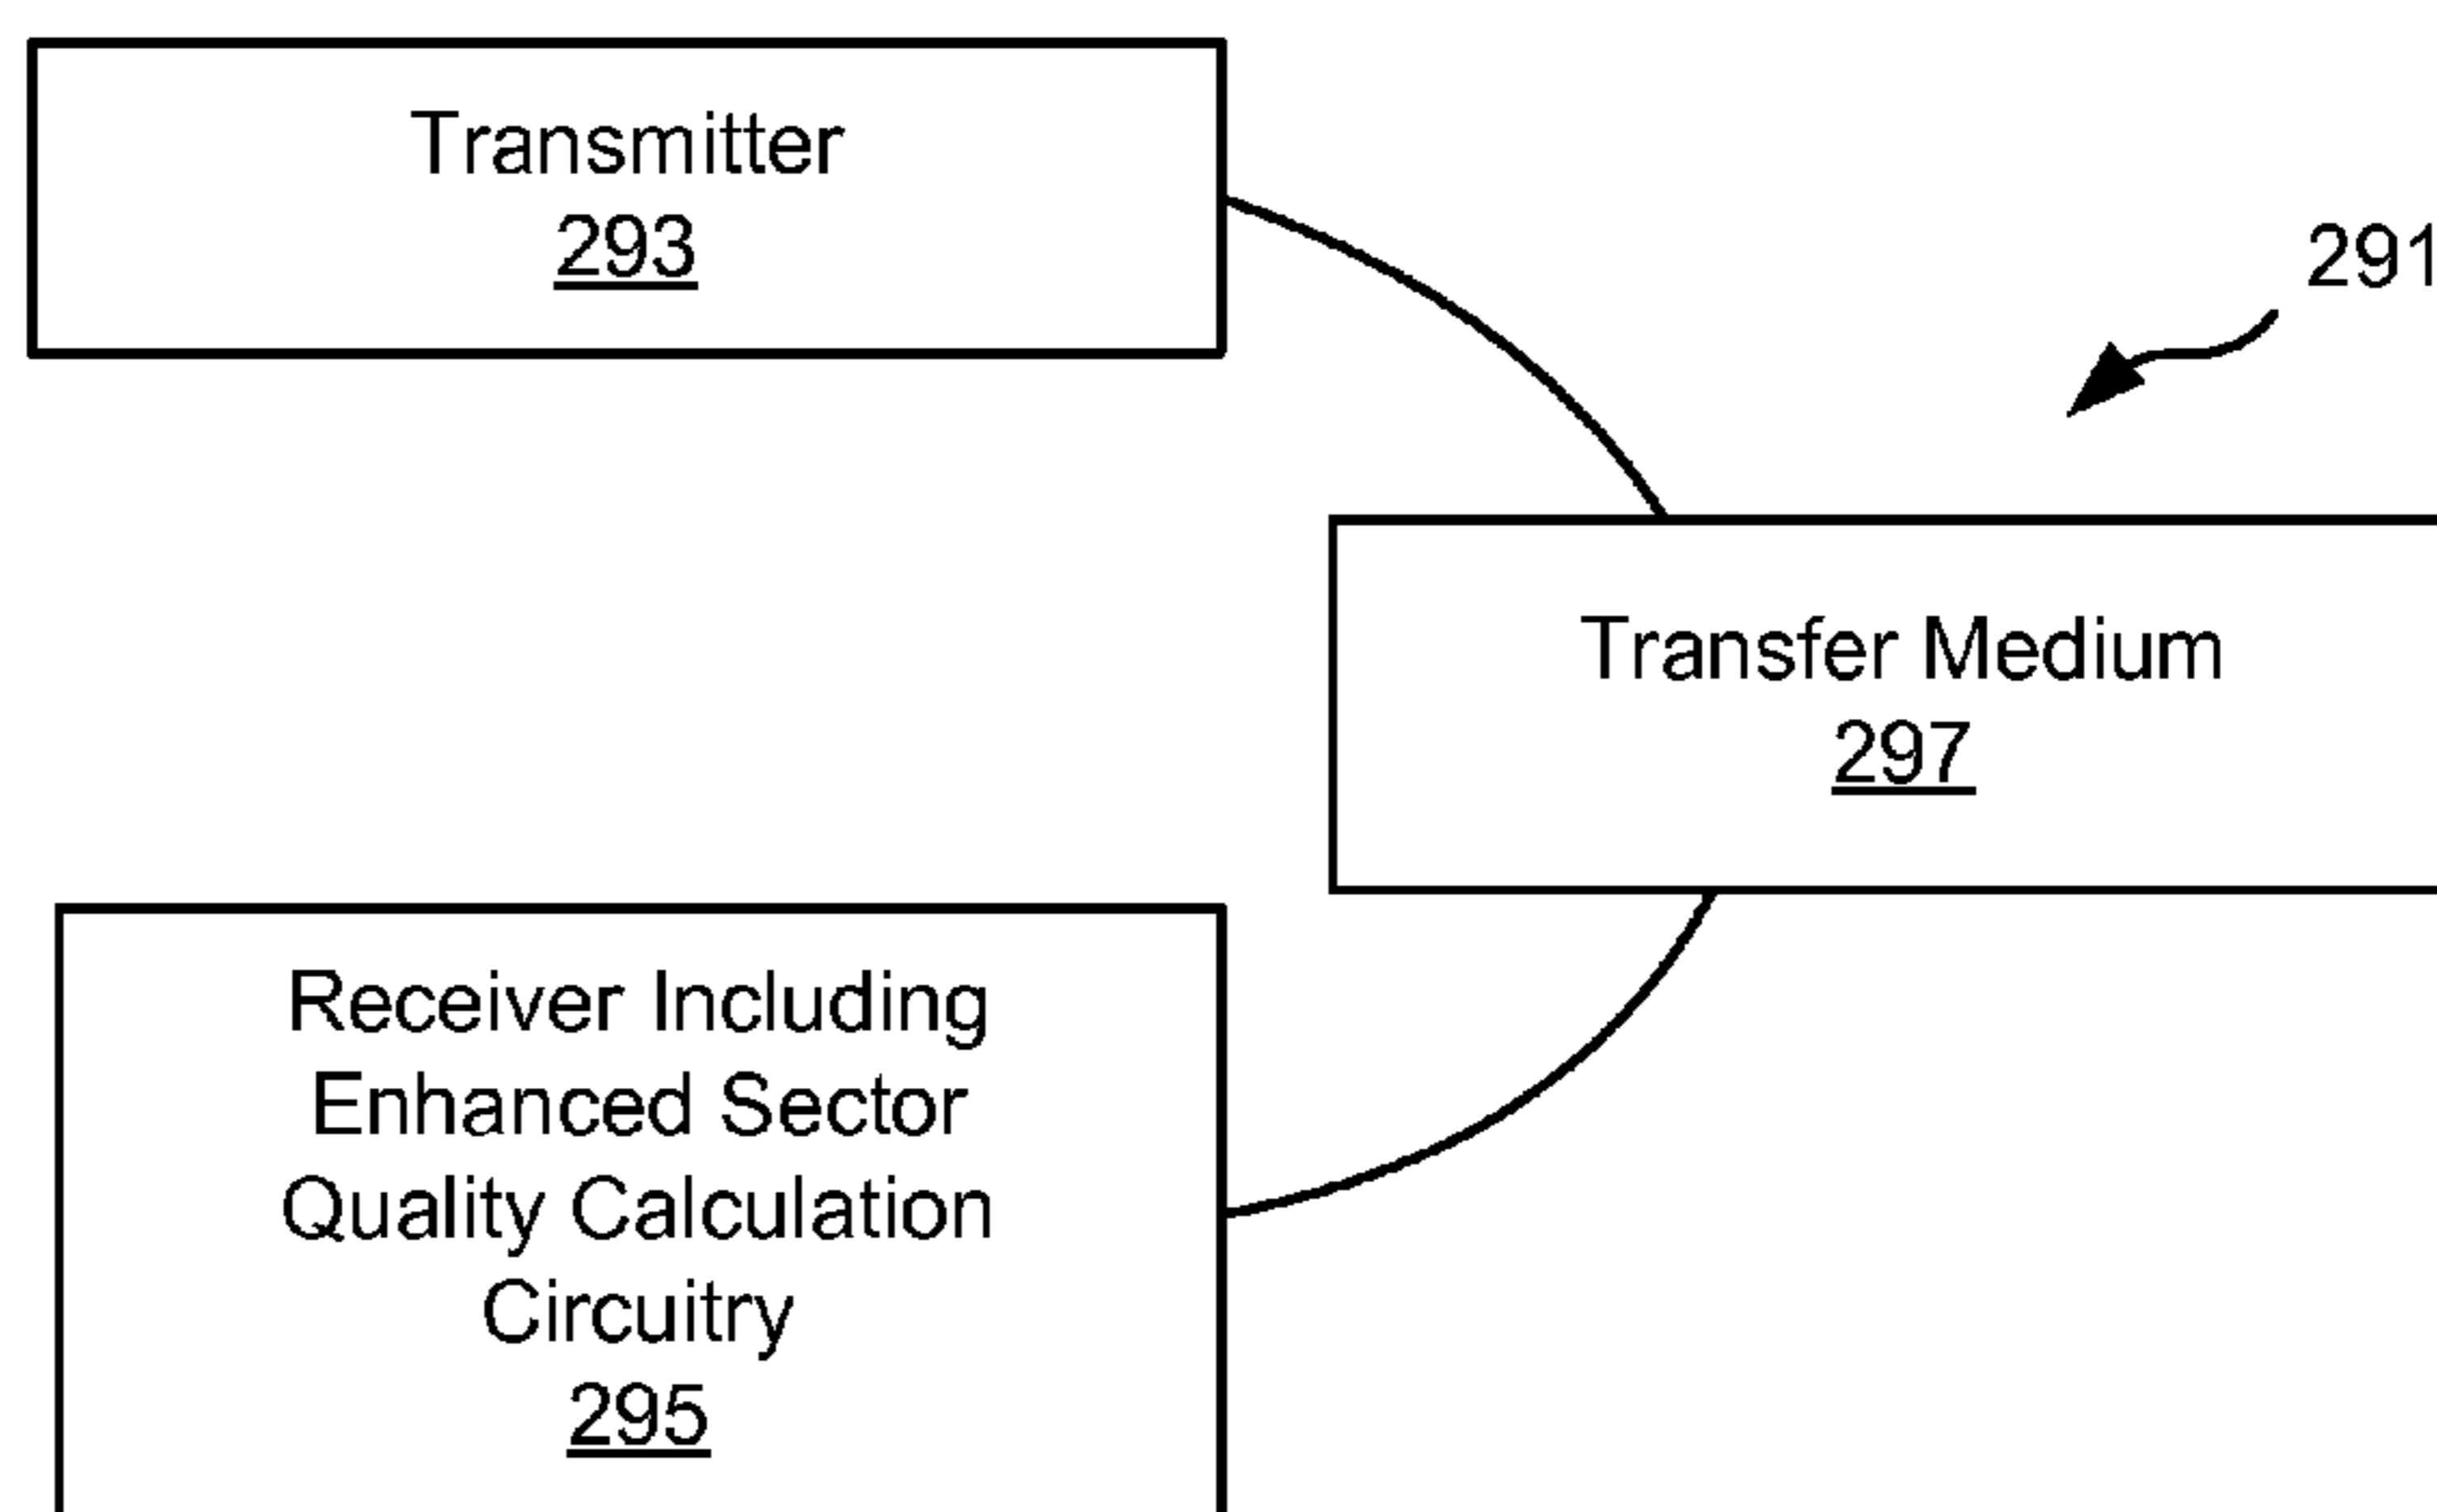 Transmitter
293
291
Transfer Medium
297
Receiver Including
Enhanced Sector
Quality Calculation
Circuitry
295